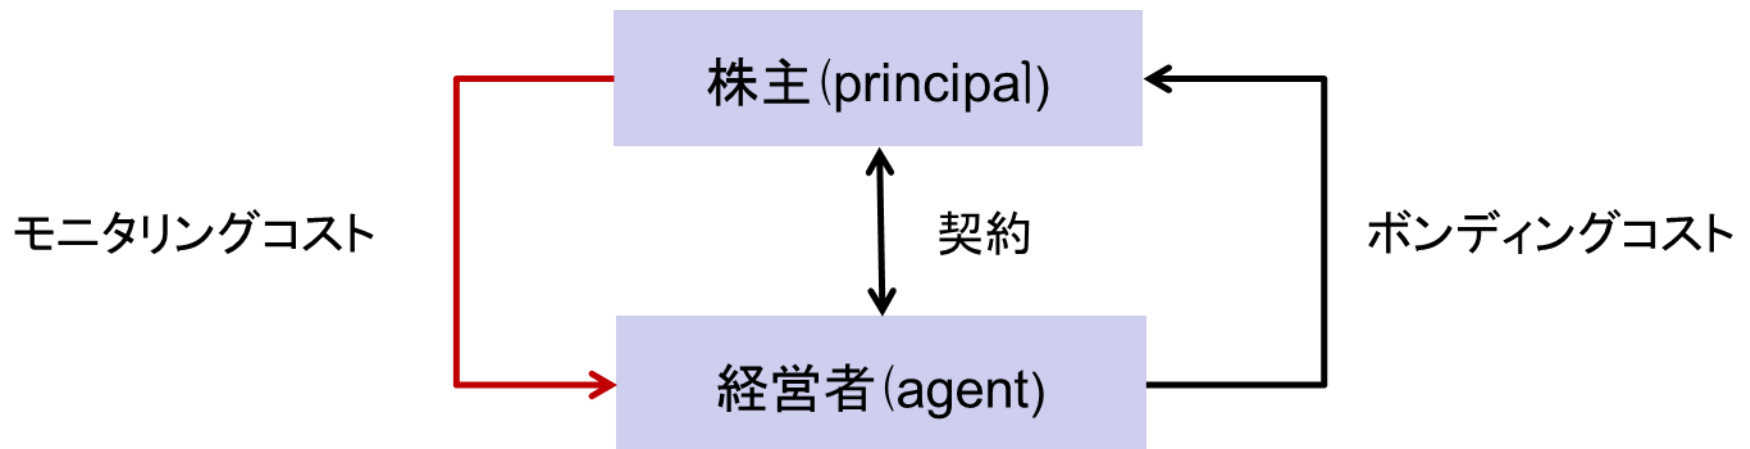 株主(principal)
モニタリングコスト
契約
ボンディングコスト
経営者(agent)